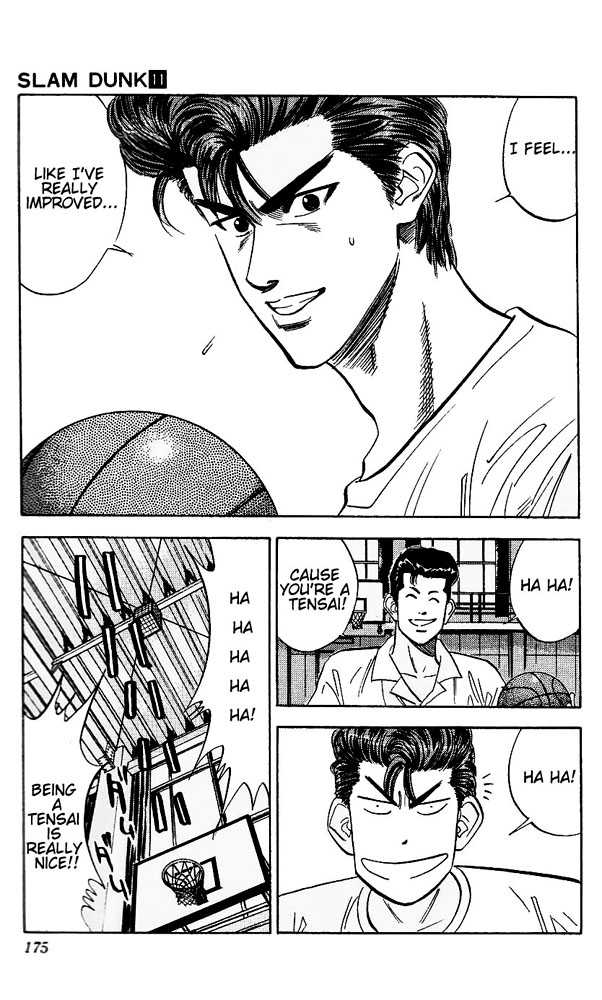 SLAM DUNK 11
I FEEL...
LIKE I'VE
REALLY
IMPROVED...
HA HA!
CAUSE
YOU'RE A
TENSAI!
HA HA!
HA
HA
HA
HA
HA!
BEING
A
TENSAI
IS
REALLY
NICE!!
175